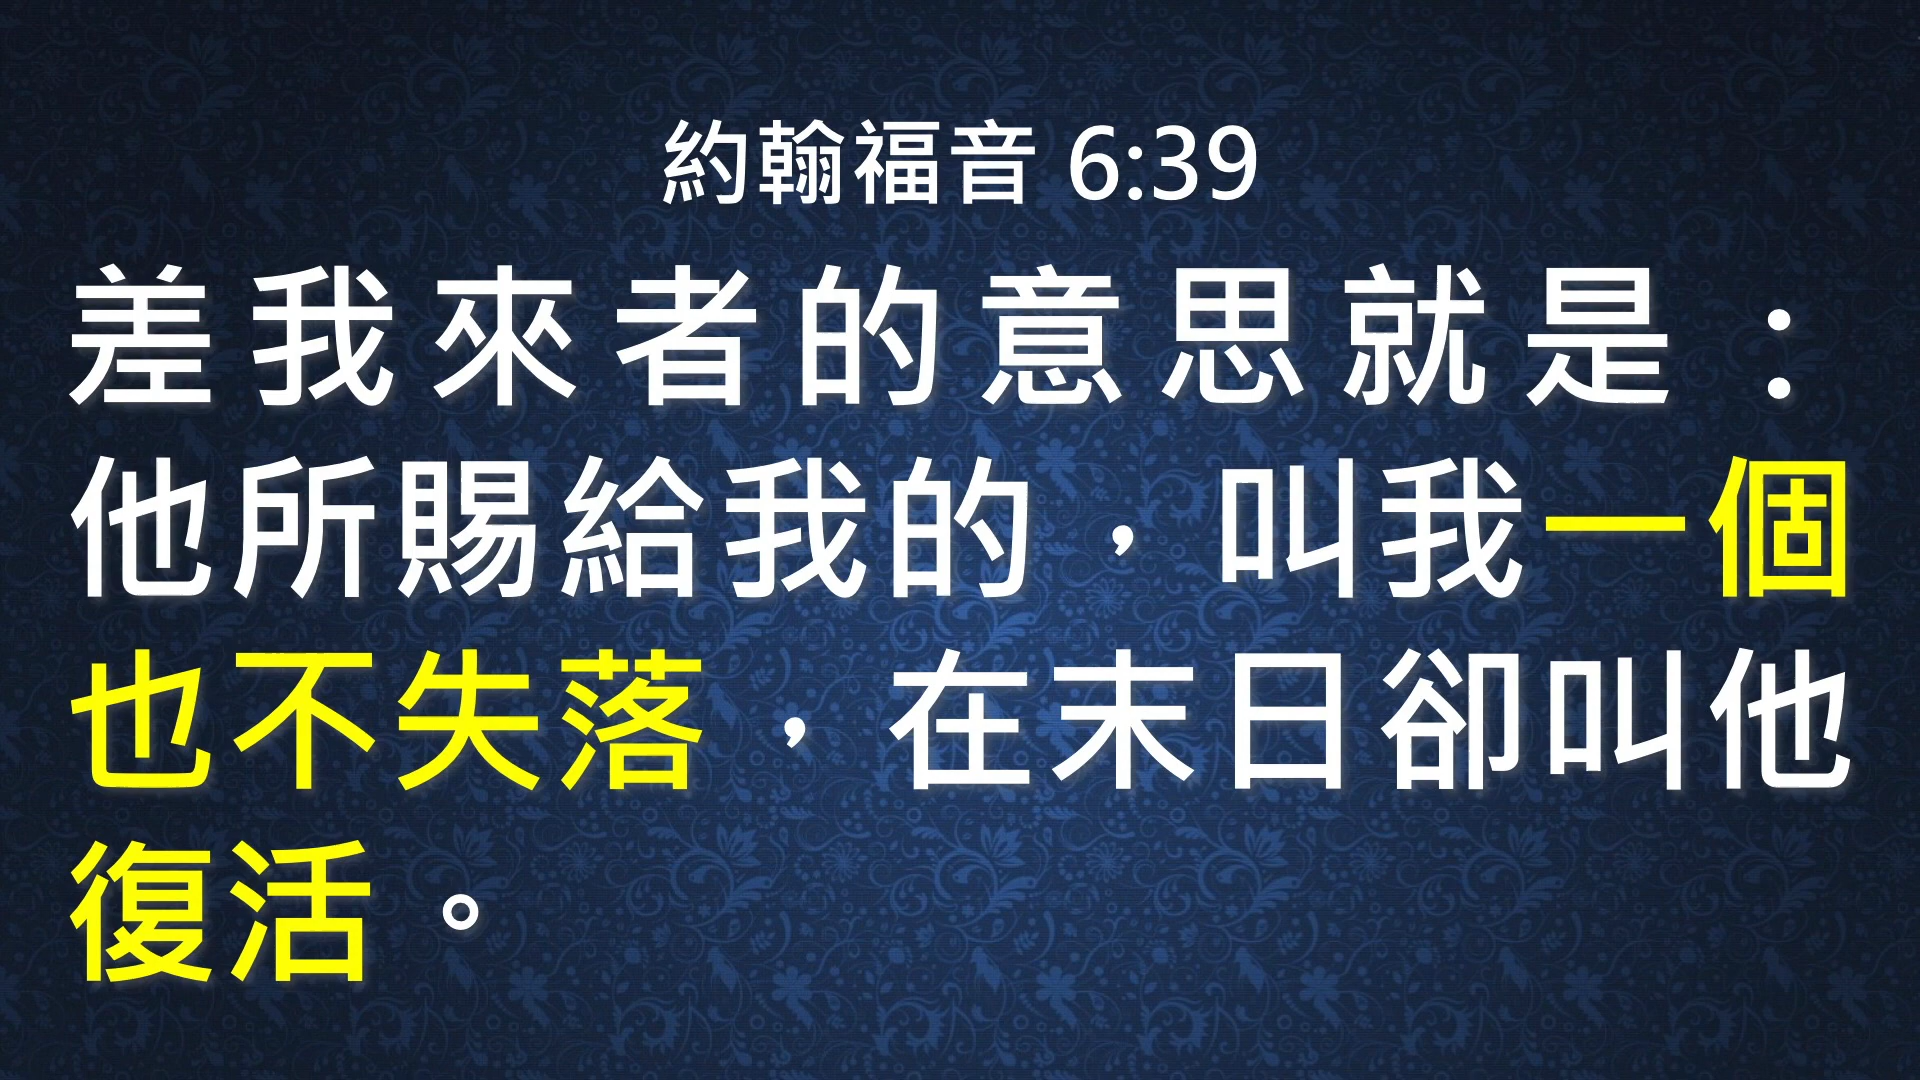 約翰福音 6:39
差我來者的意思就是：
他所賜給我的，叫我一個
也不失落，在末日卻叫他
復活。